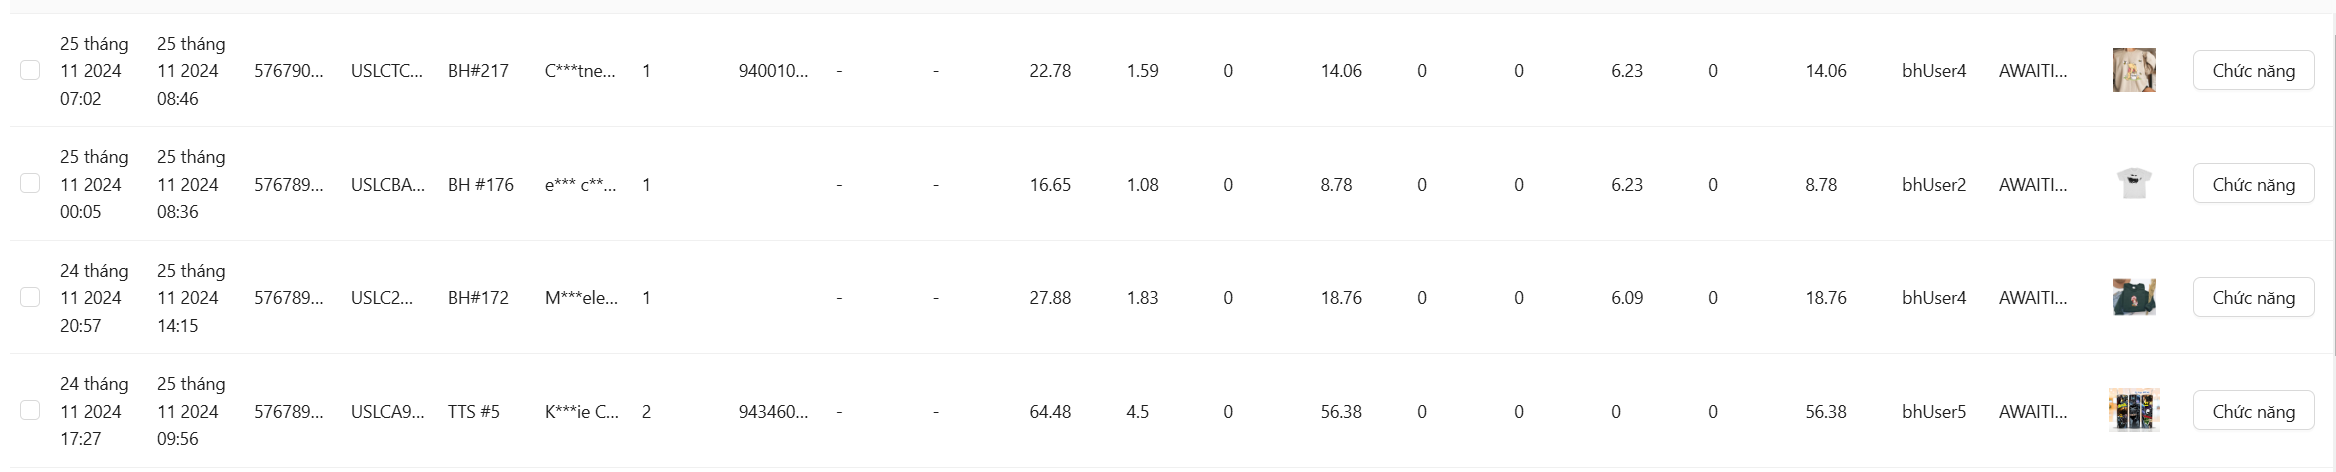 25 tháng 11 2024 07:02 25 tháng 11 2024 08:46 576790... USLCTC... BH#217 C***tne... 1 940010... - - 22.78 1.59 0 14.06 0 0 6.23 0 14.06 bhUser4 AWAITI... Chức năng
25 tháng 11 2024 00:05 25 tháng 11 2024 08:36 576789... USLCBA... BH #176 e*** c**... 1 - - 16.65 1.08 0 8.78 0 0 6.23 0 8.78 bhUser2 AWAITI... Chức năng
24 tháng 11 2024 20:57 25 tháng 11 2024 14:15 576789... USLC2... BH#172 M***ele... 1 - - 27.88 1.83 0 18.76 0 0 6.09 0 18.76 bhUser4 AWAITI... Chức năng
24 tháng 11 2024 17:27 25 tháng 11 2024 09:56 576789... USLCA9... TTS #5 K***ie C... 2 943460... - - 64.48 4.5 0 56.38 0 0 0 0 56.38 bhUser5 AWAITI... Chức năng